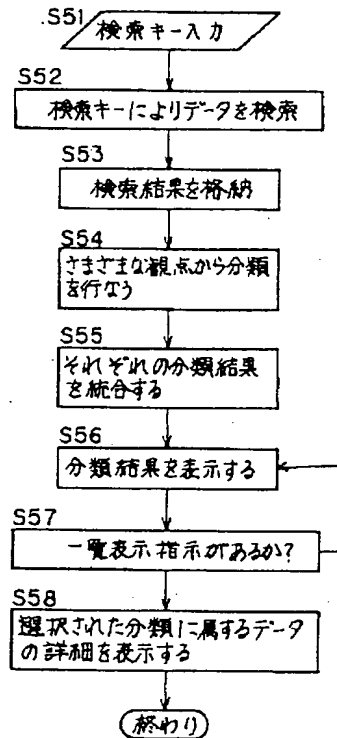 S51
検索キー入力
S52
検索キーによりデータを検索
S53
検索結果を格納
S54
さまざまな観点から分類
を行なう
S55
それぞれの分類結果
を統合する
S56
分類結果を表示する
S57
一覧表示指示があるか?
S58
選択された分類に属するデータ
の詳細を表示する
終わり